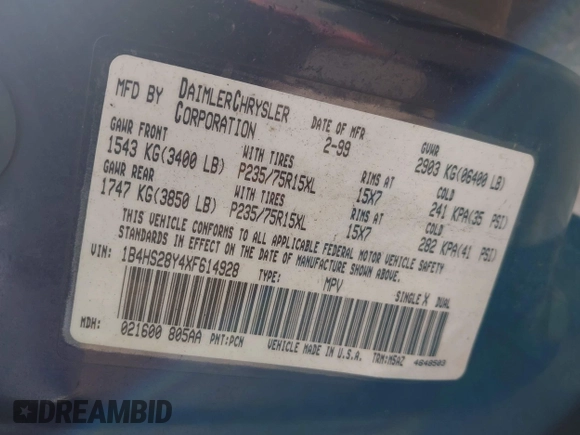 MFD BY DAIMLERCHRYSLER CORPORATION DATE OF MFR 2-99 GVWR 2903 KG(06400 LB)
GAWR FRONT WITH TIRES RIMS AT COLD
1543 KG(3400 LB) P235/75R15XL 15X7 241 KPA(35 PSI)
GAWR REAR WITH TIRES RIMS AT COLD
1747 KG(3850 LB) P235/75R15XL 15X7 282 KPA(41 PSI)
THIS VEHICLE CONFORMS TO ALL APPLICABLE FEDERAL MOTOR VEHICLE SAFETY
STANDARDS IN EFFECT ON THE DATE OF MANUFACTURE SHOWN ABOVE.
VIN: 1B4HS28Y4XF614928 TYPE: MPV SINGLE X DUAL
MDH: 021600 805AA PNT:PCN VEHICLE MADE IN U.S.A. TRM:M5AZ 4848503
DREAMBID